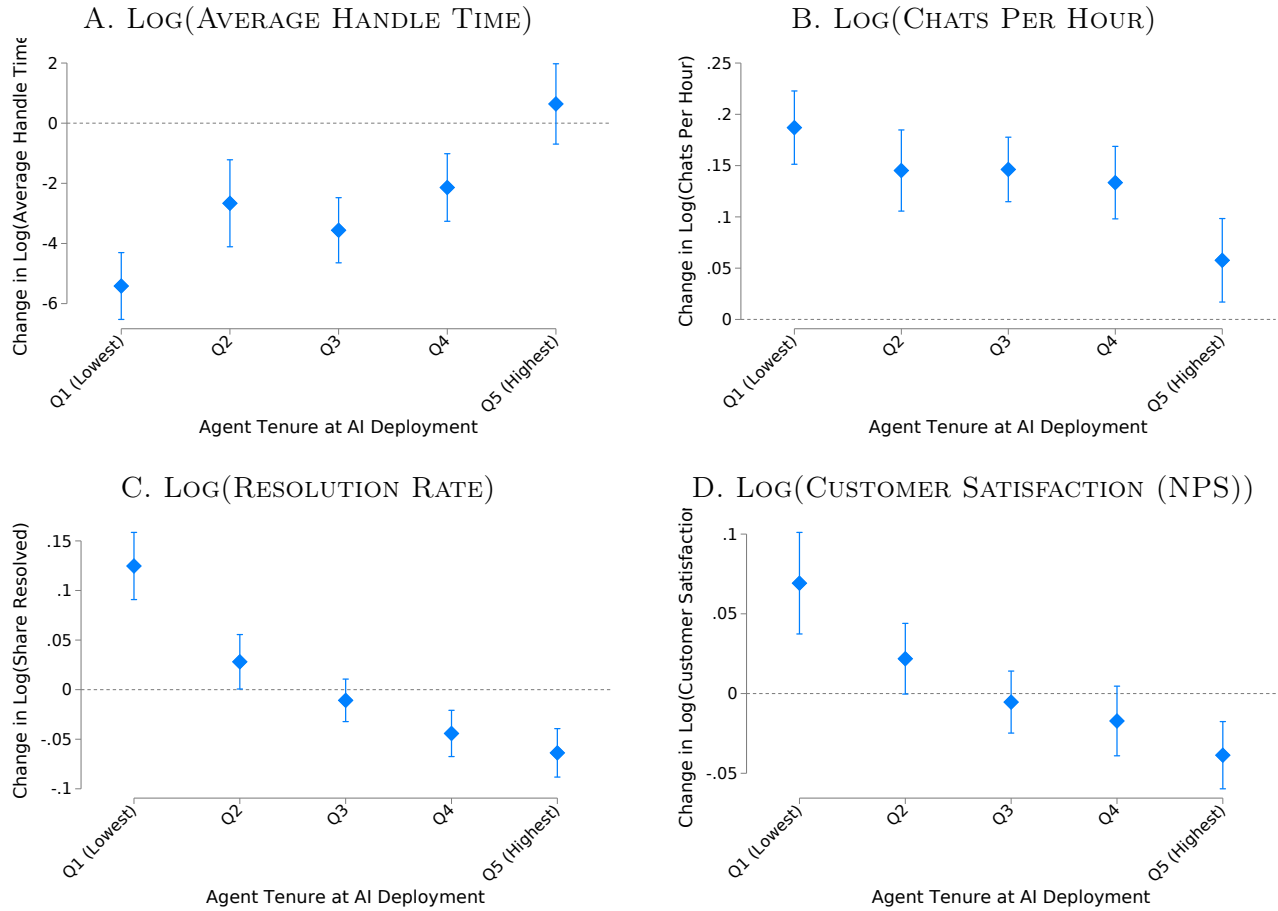 A. LOG(AVERAGE HANDLE TIME)
Change in Log(Average Handle Time
2
0
-2
-4
-6
Q1 (Lowest)
Q2
Q3
Q4
Q5 (Highest)
Agent Tenure at AI Deployment
B. LOG(CHATS PER HOUR)
Change in Log(Chats Per Hour)
.25
.2
.15
.1
.05
0
Q1 (Lowest)
Q2
Q3
Q4
Q5 (Highest)
Agent Tenure at AI Deployment
C. LOG(RESOLUTION RATE)
Change in Log(Share Resolved)
.15
.1
.05
0
-.05
-.1
Q1 (Lowest)
Q2
Q3
Q4
Q5 (Highest)
Agent Tenure at AI Deployment
D. LOG(CUSTOMER SATISFACTION (NPS))
Change in Log(Customer Satisfaction
.1
.05
0
-.05
Q1 (Lowest)
Q2
Q3
Q4
Q5 (Highest)
Agent Tenure at AI Deployment